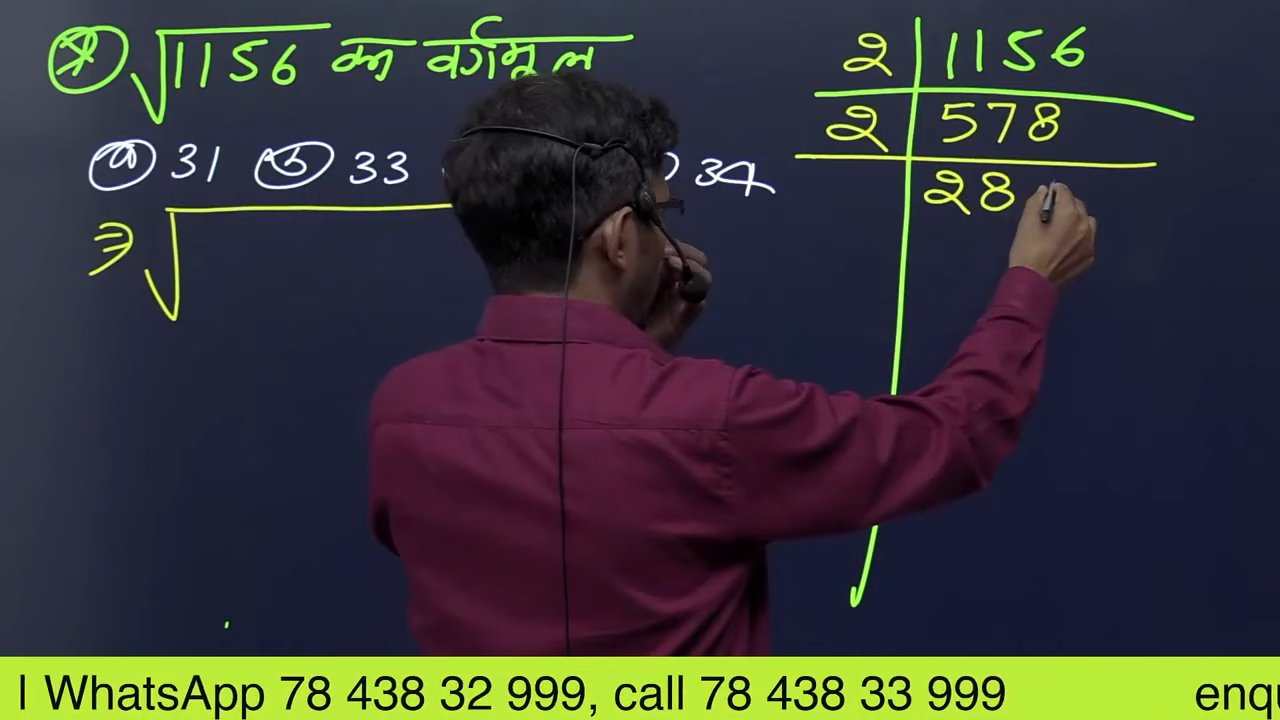 (अ) √1156 का वर्गमूल
(a) 31 (b) 33 ) 34
⇒ √
2 | 1156
2 | 578
28
l WhatsApp 78 438 32 999, call 78 438 33 999 enqu